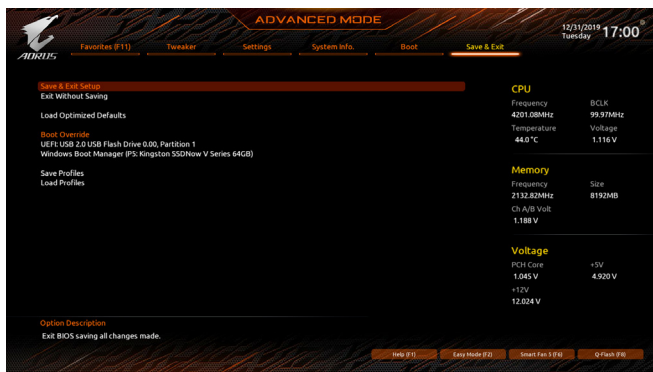 ADVANCED MODE
12/31/2019 Tuesday 17:00
AORUS
Favorites (F11) Tweaker Settings System Info. Boot Save & Exit
Save & Exit Setup
Exit Without Saving
Load Optimized Defaults
Boot Override
UEFI: USB 2.0 USB Flash Drive 0.00, Partition 1
Windows Boot Manager (P5: Kingston SSDNow V Series 64GB)
Save Profiles
Load Profiles
CPU
Frequency BCLK
4201.08MHz 99.97MHz
Temperature Voltage
44.0 °C 1.116 V
Memory
Frequency Size
2132.82MHz 8192MB
Ch A/B Volt
1.188 V
Voltage
PCH Core +5V
1.045 V 4.920 V
+12V
12.024 V
Option Description
Exit BIOS saving all changes made.
Help (F1) Easy Mode (F2) Smart Fan 5 (F6) Q-Flash (F8)